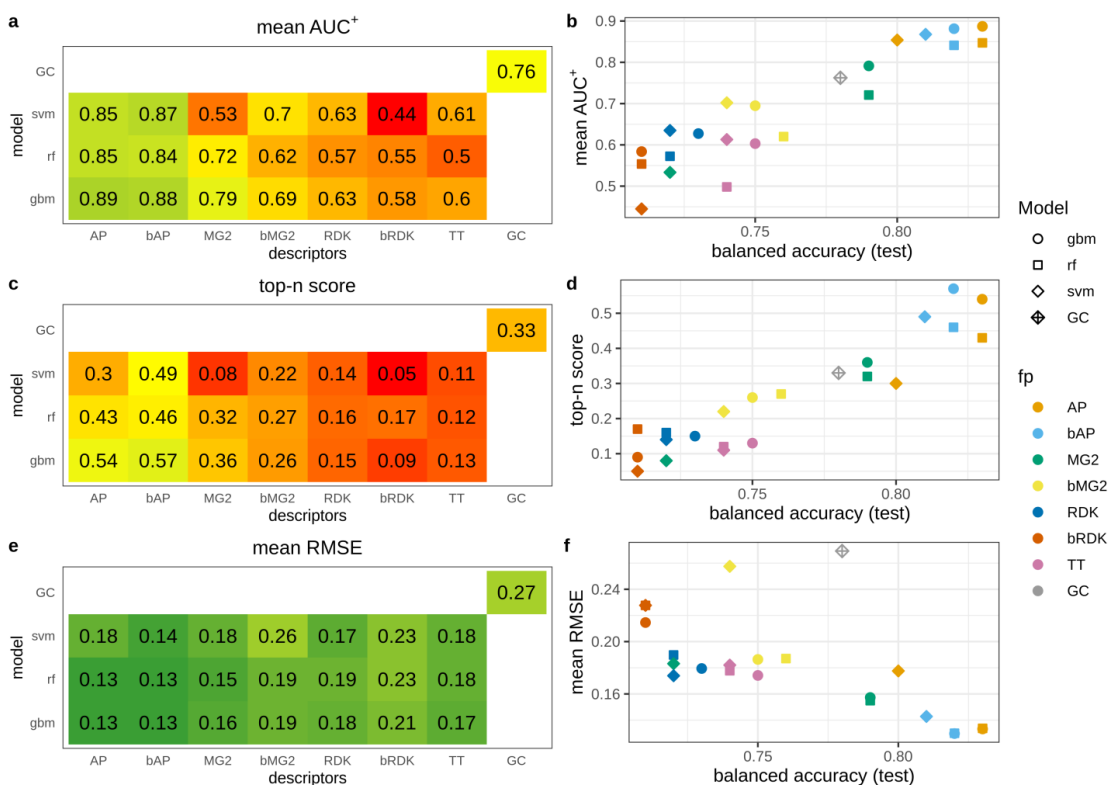 a mean AUC+
model
GC 0.76
svm 0.85 0.87 0.53 0.7 0.63 0.44 0.61
rf 0.85 0.84 0.72 0.62 0.57 0.55 0.5
gbm 0.89 0.88 0.79 0.69 0.63 0.58 0.6
AP bAP MG2 bMG2 RDK bRDK TT GC
descriptors
b
mean AUC+
0.9
0.8
0.7
0.6
0.5
0.75 0.80
balanced accuracy (test)
c top-n score
model
GC 0.33
svm 0.3 0.49 0.08 0.22 0.14 0.05 0.11
rf 0.43 0.46 0.32 0.27 0.16 0.17 0.12
gbm 0.54 0.57 0.36 0.26 0.15 0.09 0.13
AP bAP MG2 bMG2 RDK bRDK TT GC
descriptors
d
top-n score
0.5
0.4
0.3
0.2
0.1
0.75 0.80
balanced accuracy (test)
e mean RMSE
model
GC 0.27
svm 0.18 0.14 0.18 0.26 0.17 0.23 0.18
rf 0.13 0.13 0.15 0.19 0.19 0.23 0.18
gbm 0.13 0.13 0.16 0.19 0.18 0.21 0.17
AP bAP MG2 bMG2 RDK bRDK TT GC
descriptors
f
mean RMSE
0.24
0.20
0.16
0.75 0.80
balanced accuracy (test)
Model
gbm
rf
svm
GC
fp
AP
bAP
MG2
bMG2
RDK
bRDK
TT
GC